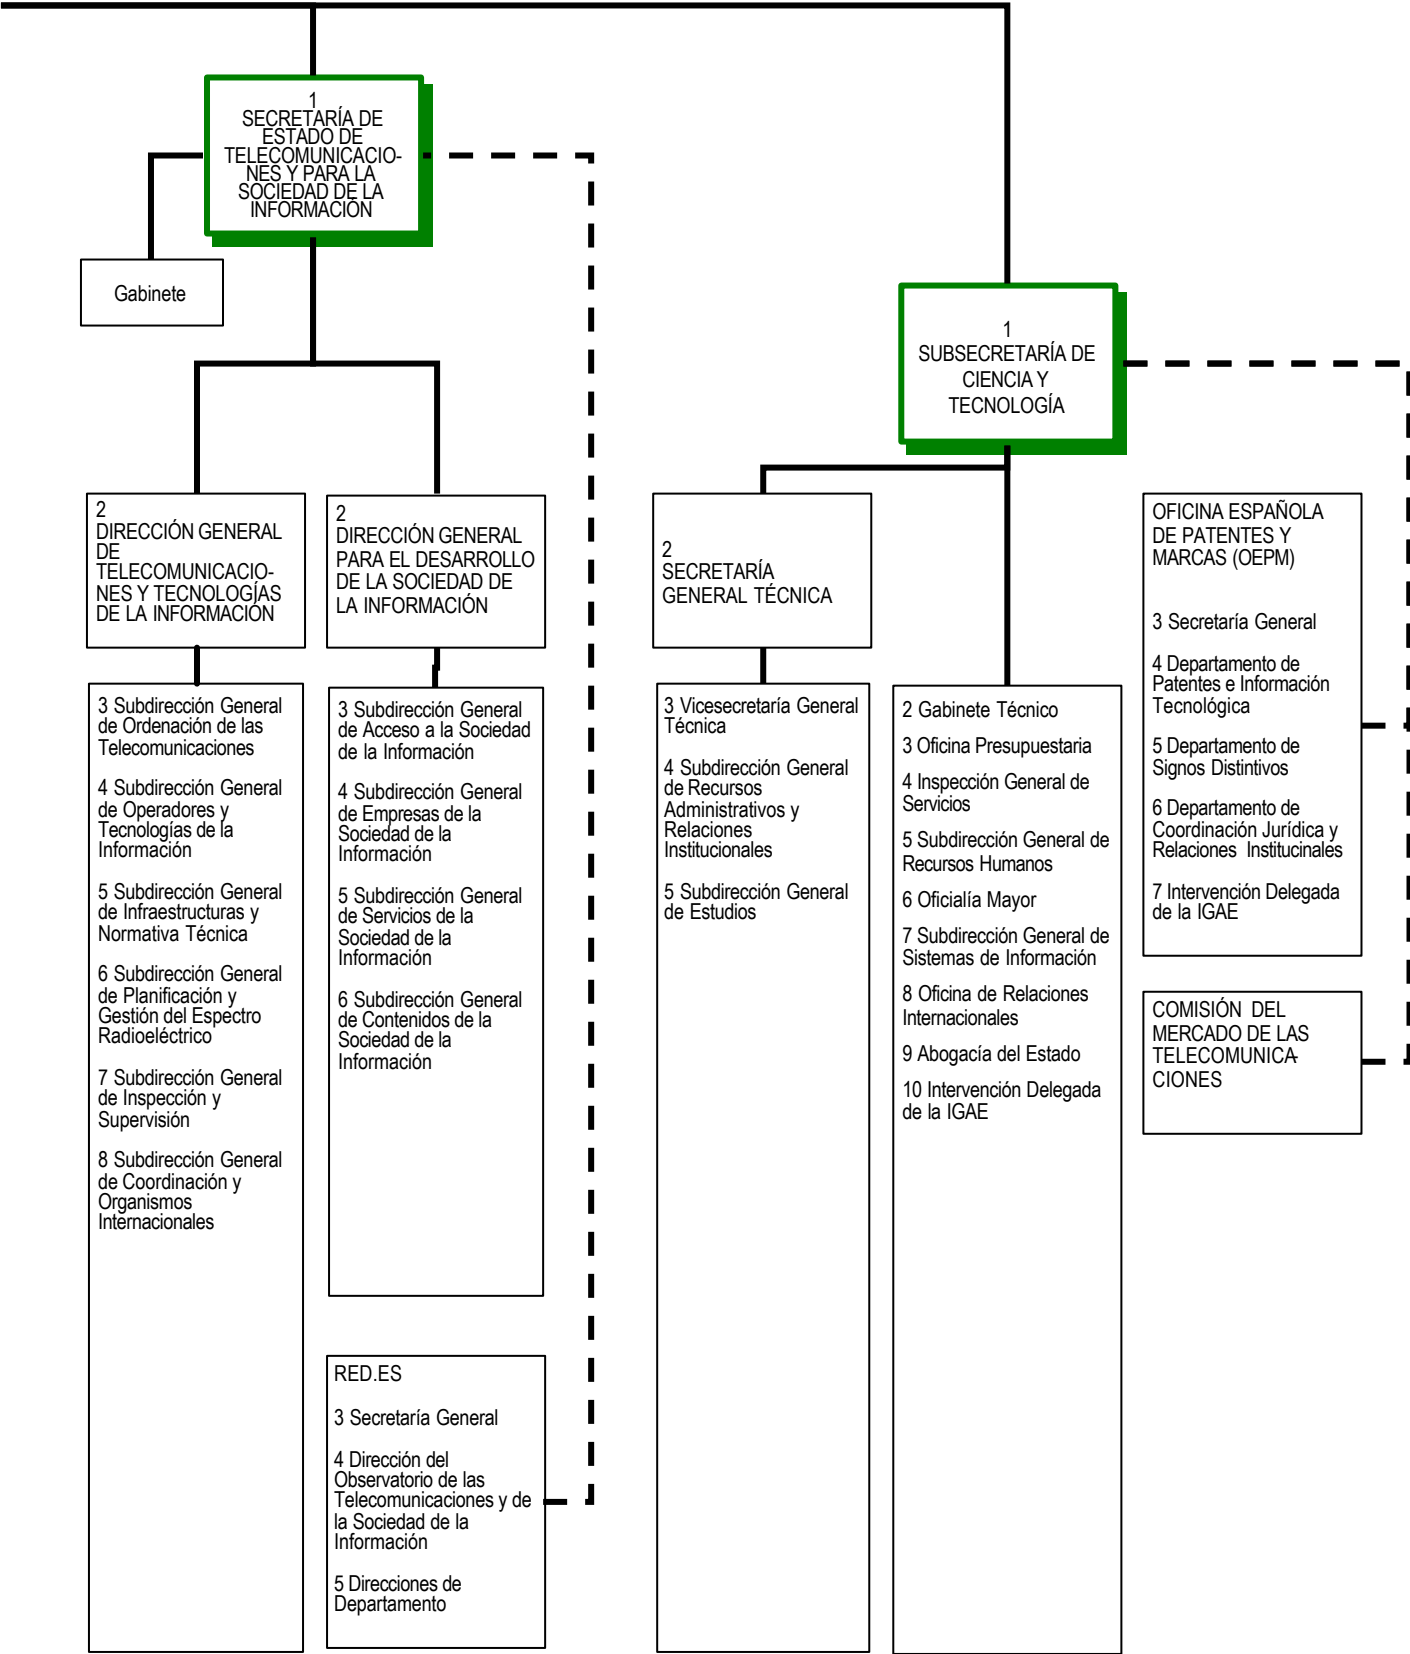 1
SECRETARÍA DE
ESTADO DE
TELECOMUNICACIO-
NES Y PARA LA
SOCIEDAD DE LA
INFORMACIÓN
Gabinete
1
SUBSECRETARÍA DE
CIENCIA Y
TECNOLOGÍA
2
DIRECCIÓN GENERAL
DE
TELECOMUNICACIO-
NES Y TECNOLOGÍAS
DE LA INFORMACIÓN
2
DIRECCIÓN GENERAL
PARA EL DESARROLLO
DE LA SOCIEDAD DE
LA INFORMACIÓN
2
SECRETARÍA
GENERAL TÉCNICA
OFICINA ESPAÑOLA
DE PATENTES Y
MARCAS (OEPM)
3 Secretaría General
4 Departamento de
Patentes e Información
Tecnológica
5 Departamento de
Signos Distintivos
6 Departamento de
Coordinación Jurídica y
Relaciones Institucinales
7 Intervención Delegada
de la IGAE
3 Subdirección General
de Ordenación de las
Telecomunicaciones
4 Subdirección General
de Operadores y
Tecnologías de la
Información
5 Subdirección General
de Infraestructuras y
Normativa Técnica
6 Subdirección General
de Planificación y
Gestión del Espectro
Radioeléctrico
7 Subdirección General
de Inspección y
Supervisión
8 Subdirección General
de Coordinación y
Organismos
Internacionales
3 Subdirección General
de Acceso a la Sociedad
de la Información
4 Subdirección General
de Empresas de la
Sociedad de la
Información
5 Subdirección General
de Servicios de la
Sociedad de la
Información
6 Subdirección General
de Contenidos de la
Sociedad de la
Información
3 Vicesecretaría General
Técnica
4 Subdirección General
de Recursos
Administrativos y
Relaciones
Institucionales
5 Subdirección General
de Estudios
2 Gabinete Técnico
3 Oficina Presupuestaria
4 Inspección General de
Servicios
5 Subdirección General de
Recursos Humanos
6 Oficialía Mayor
7 Subdirección General de
Sistemas de Información
8 Oficina de Relaciones
Internacionales
9 Abogacía del Estado
10 Intervención Delegada
de la IGAE
COMISIÓN DEL
MERCADO DE LAS
TELECOMUNICA-
CIONES
RED.ES
3 Secretaría General
4 Dirección del
Observatorio de las
Telecomunicaciones y de
la Sociedad de la
Información
5 Direcciones de
Departamento